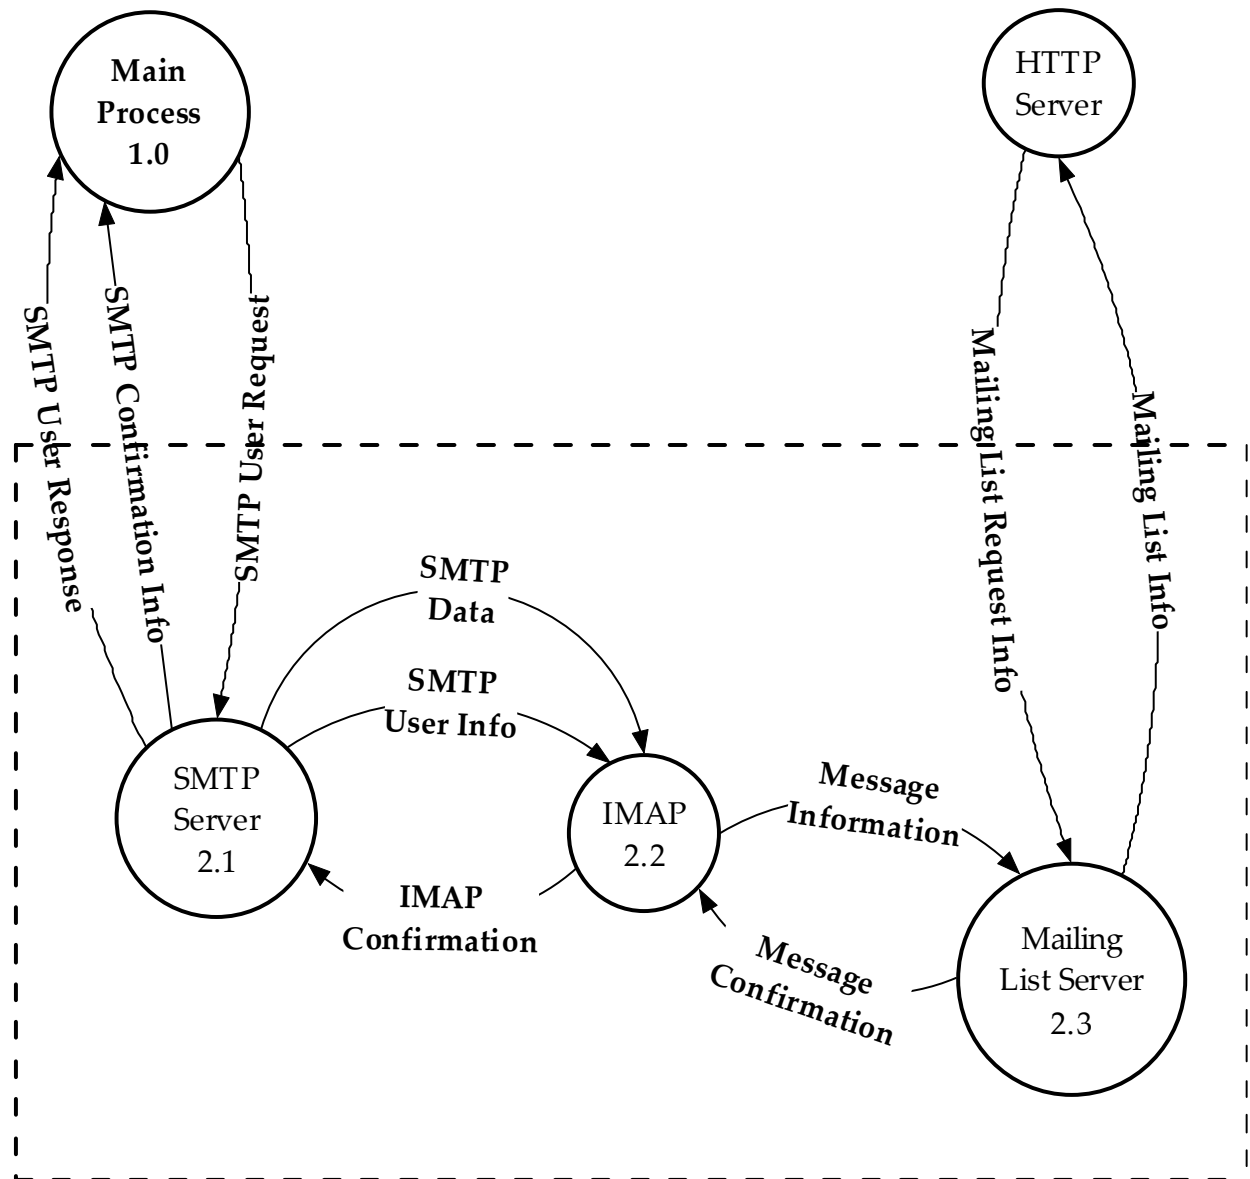 Main
Process
1.0
HTTP
Server
SMTP User Response
SMTP Confirmation Info
SMTP User Request
Mailing List Request Info
Mailing List Info
SMTP
Data
SMTP
User Info
SMTP
Server
2.1
IMAP
2.2
Message
Information
IMAP
Confirmation
Message
Confirmation
Mailing
List Server
2.3